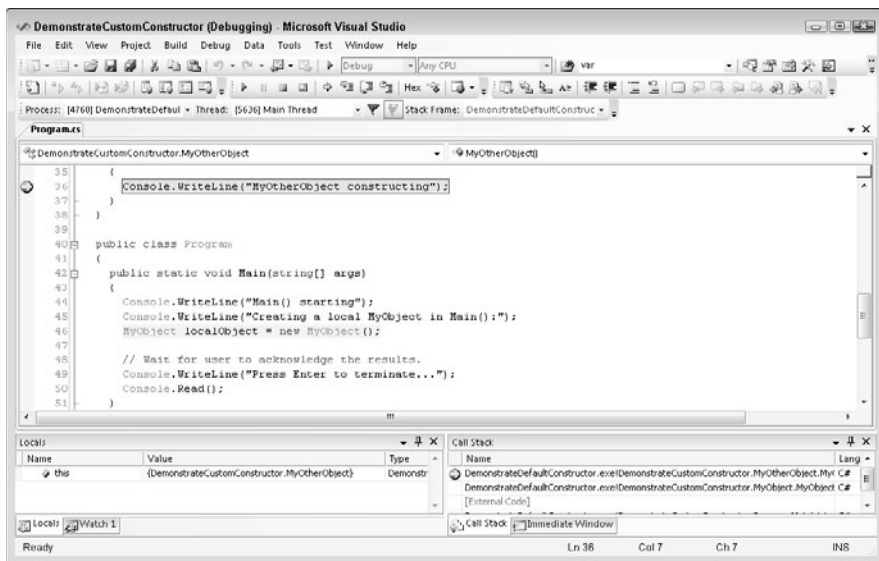 DemonstrateCustomConstructor (Debugging) - Microsoft Visual Studio
File Edit View Project Build Debug Data Tools Test Window Help
Debug Any CPU var
Hex
Process: [4760] DemonstrateDefaul Thread: [5636] Main Thread Stack Frame: DemonstrateDefaultConstruc
Program.cs
DemonstrateCustomConstructor.MyOtherObject MyOtherObject()
35 {
36 Console.WriteLine("MyOtherObject constructing");
37 }
38 }
39
40 public class Program
41 {
42 public static void Main(string[] args)
43 {
44 Console.WriteLine("Main() starting");
45 Console.WriteLine("Creating a local MyObject in Main():");
46 MyObject localObject = new MyObject();
47
48 // Wait for user to acknowledge the results.
49 Console.WriteLine("Press Enter to terminate...");
50 Console.Read();
51 }
Locals
Name Value Type
this {DemonstrateCustomConstructor.MyOtherObject} Demonstr
Locals Watch 1
Call Stack
Name Lang
DemonstrateDefaultConstructor.exe!DemonstrateCustomConstructor.MyOtherObject.My C#
DemonstrateDefaultConstructor.exe!DemonstrateCustomConstructor.MyObject.MyObject C#
[External Code]
Call Stack Immediate Window
Ready Ln 36 Col 7 Ch 7 INS